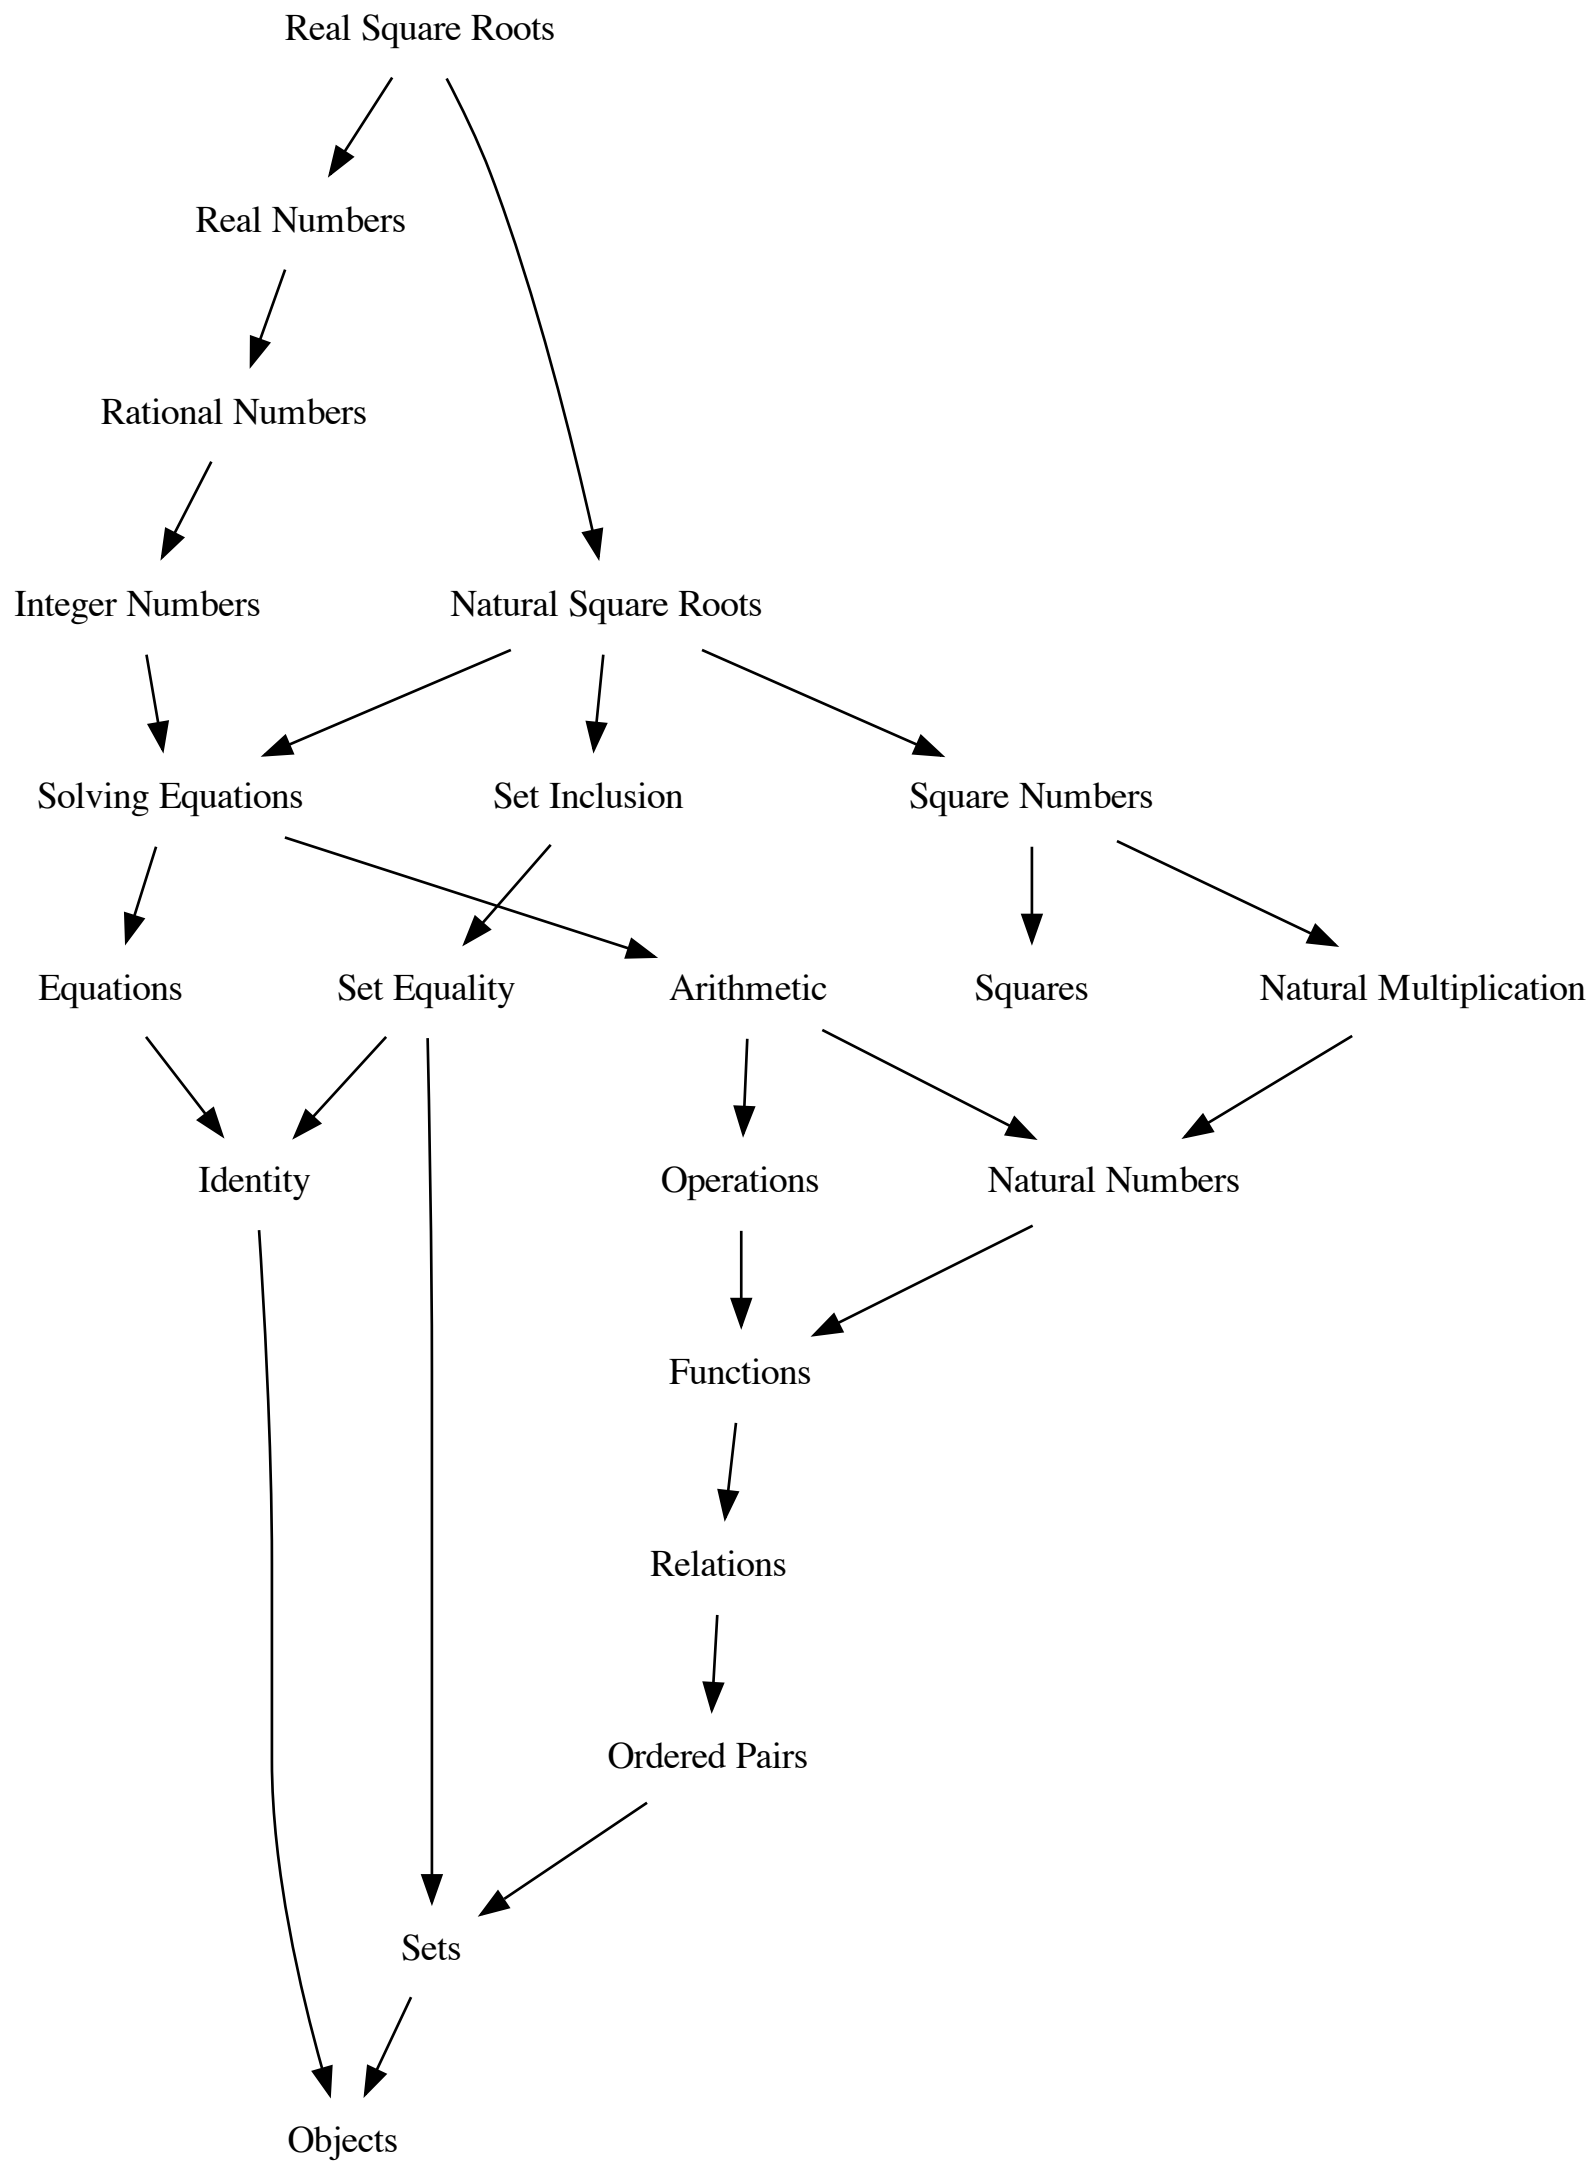 Real Square Roots
Real Numbers
Rational Numbers
Integer Numbers
Natural Square Roots
Solving Equations
Set Inclusion
Square Numbers
Equations
Set Equality
Arithmetic
Squares
Natural Multiplication
Identity
Operations
Natural Numbers
Functions
Relations
Ordered Pairs
Sets
Objects